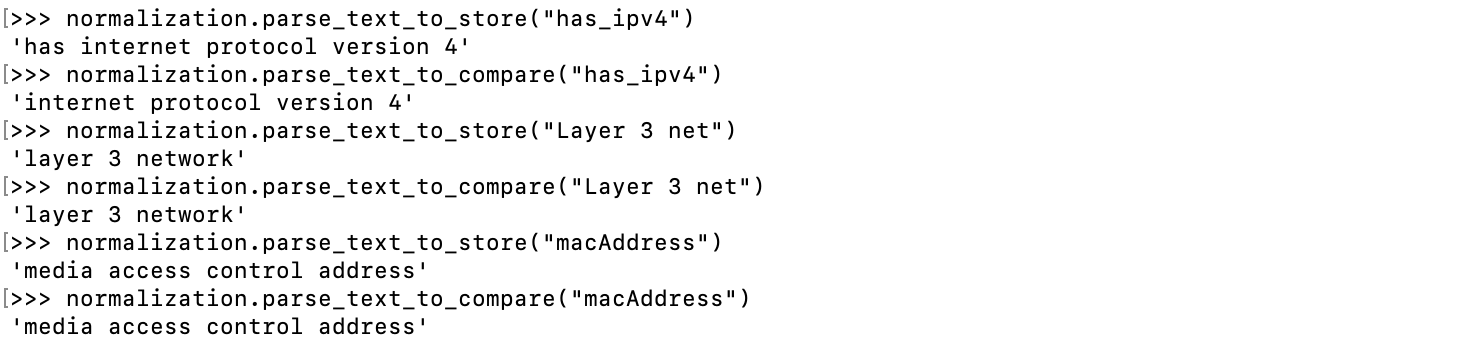 [>>> normalization.parse_text_to_store("has_ipv4")
'has internet protocol version 4'
[>>> normalization.parse_text_to_compare("has_ipv4")
'internet protocol version 4'
[>>> normalization.parse_text_to_store("Layer 3 net")
'layer 3 network'
[>>> normalization.parse_text_to_compare("Layer 3 net")
'layer 3 network'
[>>> normalization.parse_text_to_store("macAddress")
'media access control address'
[>>> normalization.parse_text_to_compare("macAddress")
'media access control address'